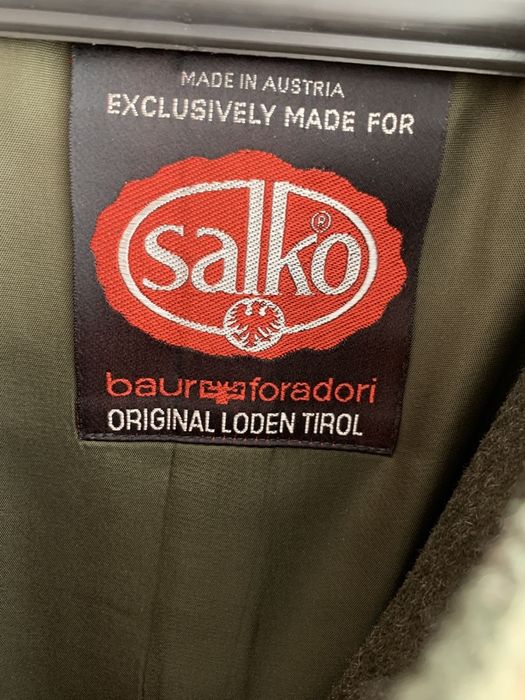 MADE IN AUSTRIA
EXCLUSIVELY MADE FOR
salko ®
baur foradori
ORIGINAL LODEN TIROL